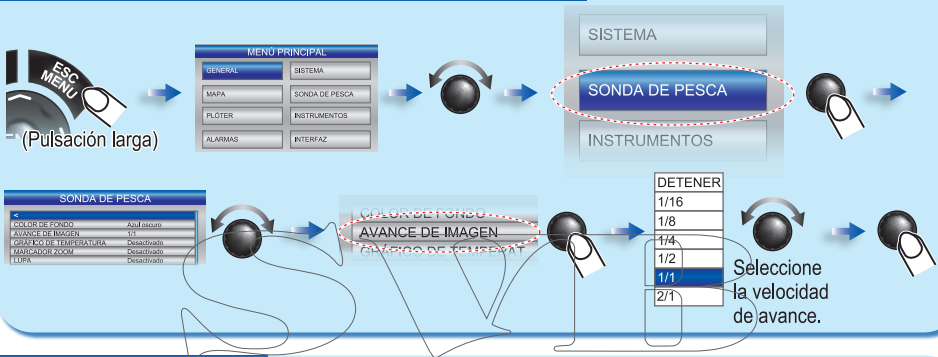 ESC
MENU
(Pulsación larga)
MENÚ PRINCIPAL
GENERAL SISTEMA
MAPA SONDA DE PESCA
PLÓTER INSTRUMENTOS
ALARMAS INTERFAZ
SISTEMA
SONDA DE PESCA
INSTRUMENTOS
SONDA DE PESCA
<
COLOR DE FONDO Azul oscuro
AVANCE DE IMAGEN 1/1
GRÁFICO DE TEMPERATURA Desactivado
MARCADOR ZOOM Desactivado
LUPA Desactivado
COLOR DE FONDO
AVANCE DE IMAGEN
GRÁFICO DE TEMPERAT
DETENER
1/16
1/8
1/4
1/2
1/1
2/1
Seleccione
la velocidad
de avance.